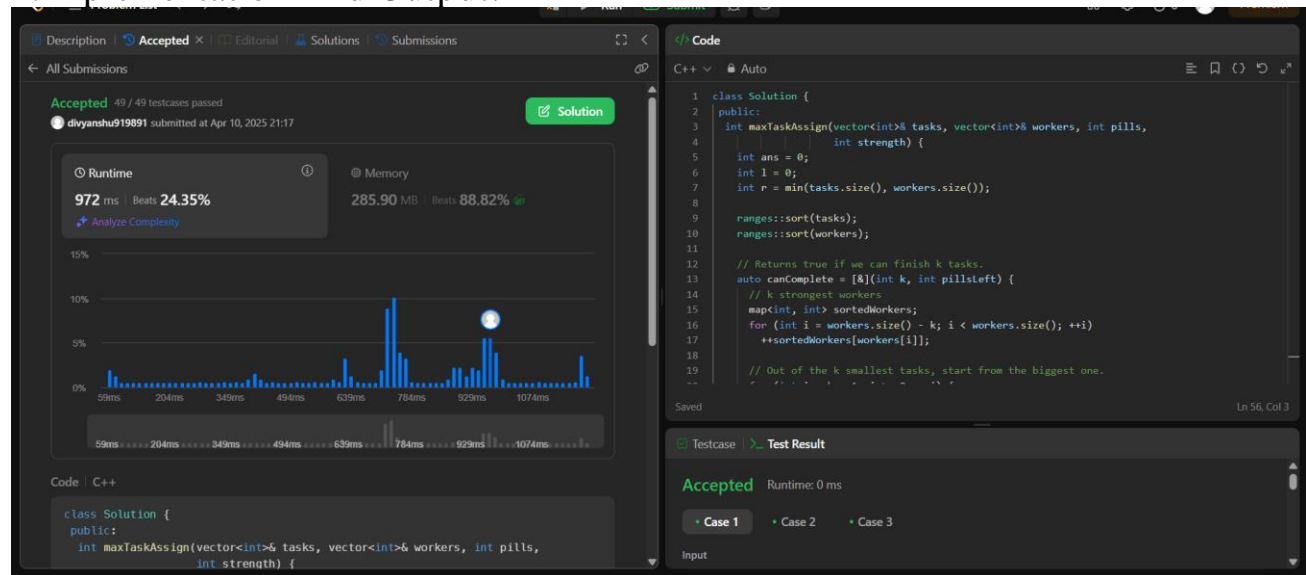 Problem List
Run
Submit
Description
Accepted
Editorial
Solutions
Submissions
All Submissions
Accepted 49 / 49 testcases passed
divyanshu919891 submitted at Apr 10, 2025 21:17
Solution
Runtime
972 ms Beats 24.35%
Analyze Complexity
Memory
285.90 MB Beats 88.82%
15%
10%
5%
0%
59ms 204ms 349ms 494ms 639ms 784ms 929ms 1074ms
59ms 204ms 349ms 494ms 639ms 784ms 929ms 1074ms
Code C++
class Solution {
public:
int maxTaskAssign(vector<int>& tasks, vector<int>& workers, int pills,
int strength) {
</> Code
C++ Auto
1 class Solution {
2 public:
3 int maxTaskAssign(vector<int>& tasks, vector<int>& workers, int pills,
4 int strength) {
5 int ans = 0;
6 int l = 0;
7 int r = min(tasks.size(), workers.size());
8
9 ranges::sort(tasks);
10 ranges::sort(workers);
11
12 // Returns true if we can finish k tasks.
13 auto canComplete = [&](int k, int pillsLeft) {
14 // k strongest workers
15 map<int, int> sortedWorkers;
16 for (int i = workers.size() - k; i < workers.size(); ++i)
17 ++sortedWorkers[workers[i]];
18
19 // Out of the k smallest tasks, start from the biggest one.
Saved
Ln 56, Col 3
Testcase
>_ Test Result
Accepted Runtime: 0 ms
• Case 1 • Case 2 • Case 3
Input